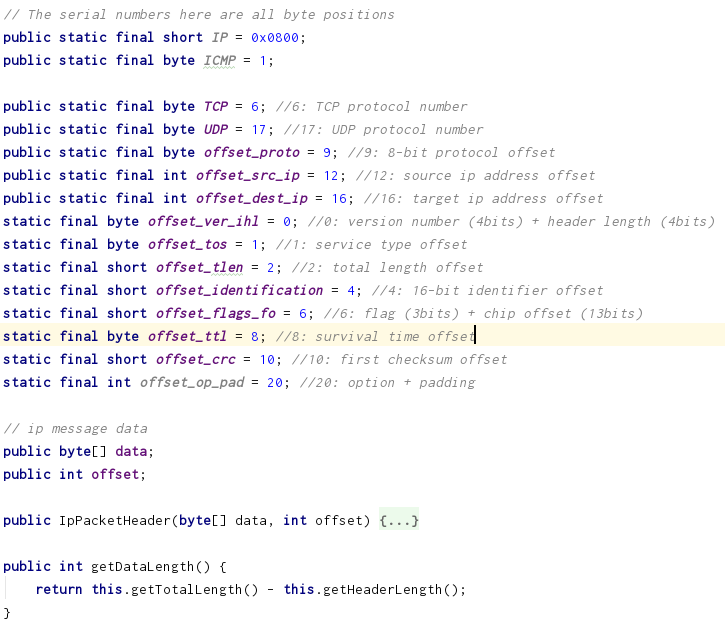 // The serial numbers here are all byte positions
public static final short IP = 0x0800;
public static final byte ICMP = 1;
public static final byte TCP = 6; //6: TCP protocol number
public static final byte UDP = 17; //17: UDP protocol number
public static final byte offset_proto = 9; //9: 8-bit protocol offset
public static final int offset_src_ip = 12; //12: source ip address offset
public static final int offset_dest_ip = 16; //16: target ip address offset
static final byte offset_ver_ihl = 0; //0: version number (4bits) + header length (4bits)
static final byte offset_tos = 1; //1: service type offset
static final short offset_tlen = 2; //2: total length offset
static final short offset_identification = 4; //4: 16-bit identifier offset
static final short offset_flags_fo = 6; //6: flag (3bits) + chip offset (13bits)
static final byte offset_ttl = 8; //8: survival time offset
static final short offset_crc = 10; //10: first checksum offset
static final int offset_op_pad = 20; //20: option + padding
// ip message data
public byte[] data;
public int offset;
public IpPacketHeader(byte[] data, int offset) {...}
public int getDataLength() {
    return this.getTotalLength() - this.getHeaderLength();
}